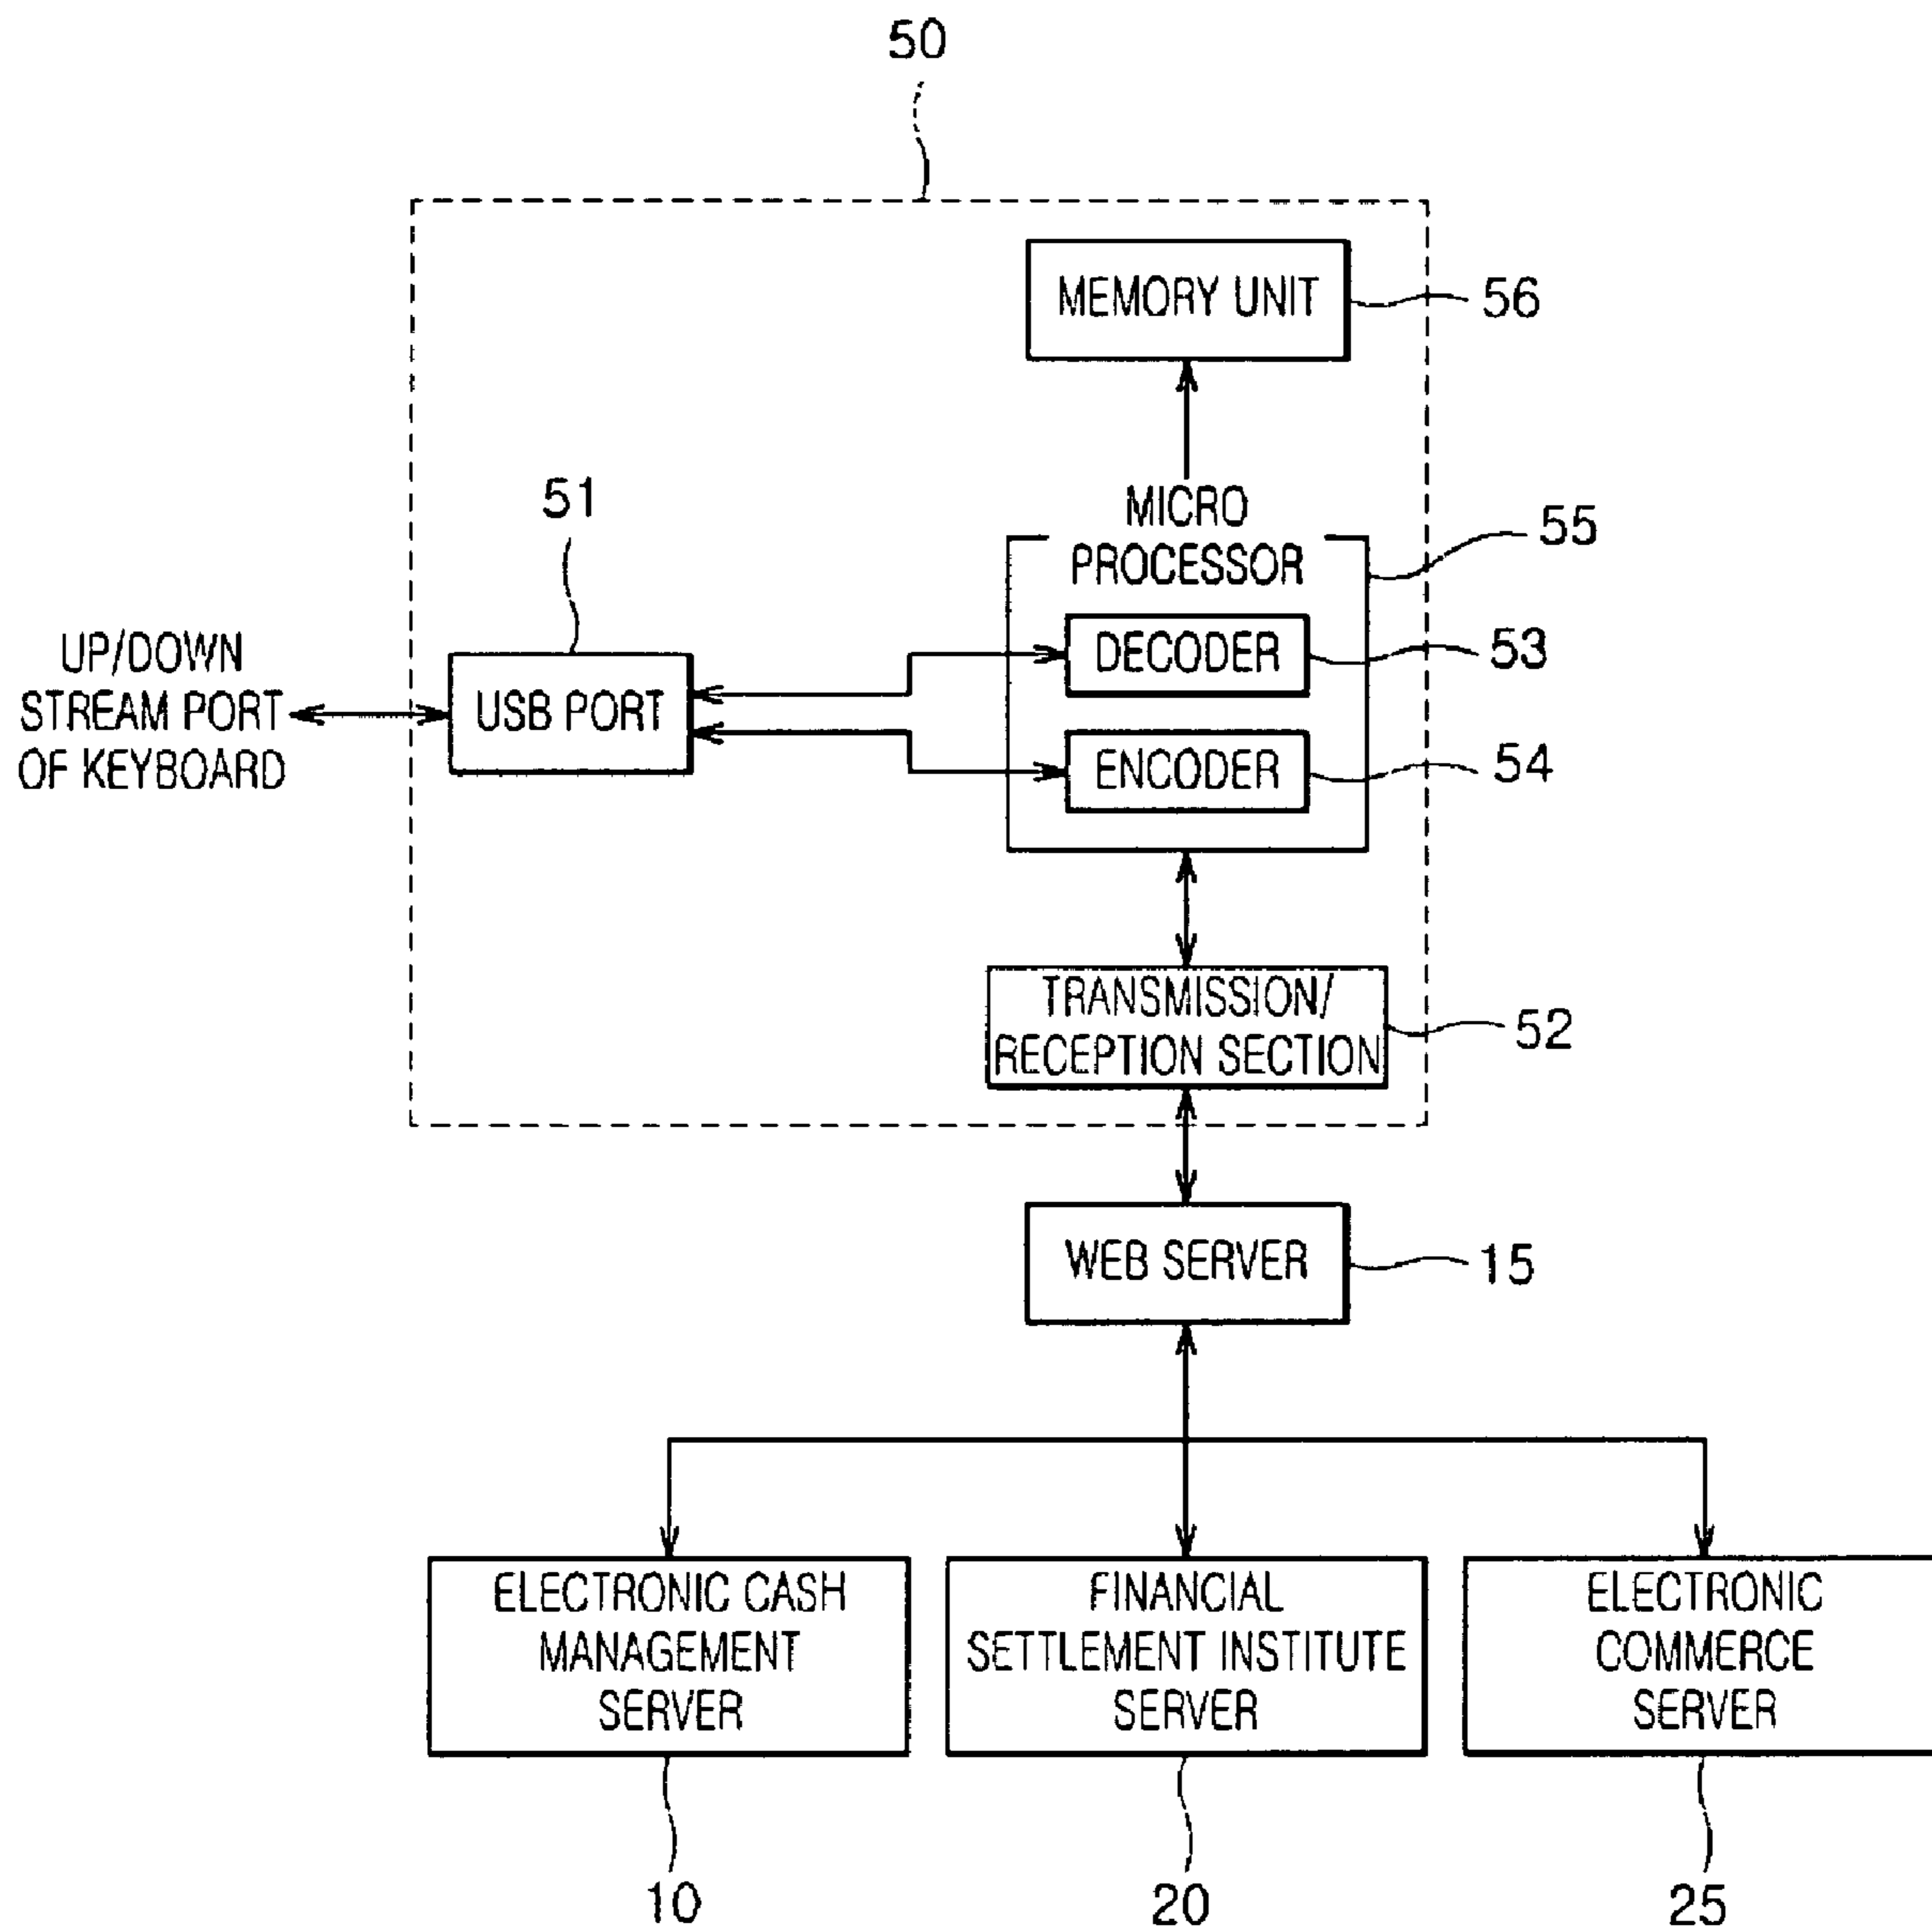 50
MEMORY UNIT
56
MICRO
PROCESSOR
55
51
DECODER
53
UP/DOWN
STREAM PORT
OF KEYBOARD
USB PORT
ENCODER
54
TRANSMISSION/
RECEPTION SECTION
52
WEB SERVER
15
ELECTRONIC CASH
MANAGEMENT
SERVER
FINANCIAL
SETTLEMENT INSTITUTE
SERVER
ELECTRONIC
COMMERCE
SERVER
10
20
25